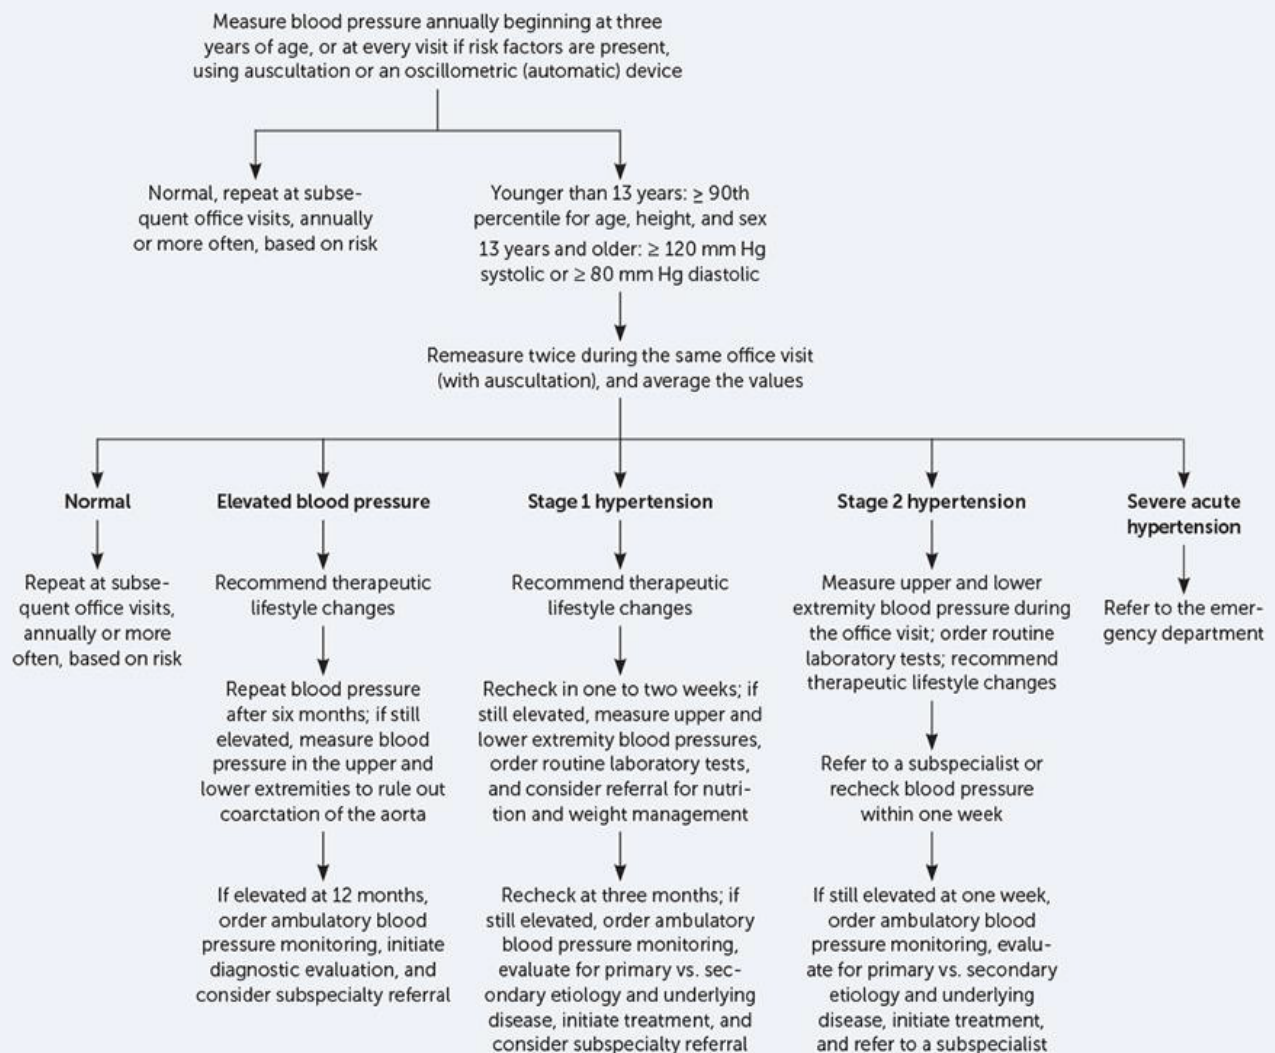 Measure blood pressure annually beginning at three
years of age, or at every visit if risk factors are present,
using auscultation or an oscillometric (automatic) device
Normal, repeat at subse-
quent office visits, annually
or more often, based on risk
Younger than 13 years: ≥ 90th
percentile for age, height, and sex
13 years and older: ≥ 120 mm Hg
systolic or ≥ 80 mm Hg diastolic
Remeasure twice during the same office visit
(with auscultation), and average the values
Normal
Repeat at subse-
quent office visits,
annually or more
often, based on risk
Elevated blood pressure
Recommend therapeutic
lifestyle changes
Repeat blood pressure
after six months; if still
elevated, measure blood
pressure in the upper and
lower extremities to rule out
coarctation of the aorta
If elevated at 12 months,
order ambulatory blood
pressure monitoring, initiate
diagnostic evaluation, and
consider subspecialty referral
Stage 1 hypertension
Recommend therapeutic
lifestyle changes
Recheck in one to two weeks; if
still elevated, measure upper and
lower extremity blood pressures,
order routine laboratory tests,
and consider referral for nutri-
tion and weight management
Recheck at three months; if
still elevated, order ambulatory
blood pressure monitoring,
evaluate for primary vs. sec-
ondary etiology and underlying
disease, initiate treatment, and
consider subspecialty referral
Stage 2 hypertension
Measure upper and lower
extremity blood pressure during
the office visit; order routine
laboratory tests; recommend
therapeutic lifestyle changes
Refer to a subspecialist or
recheck blood pressure
within one week
If still elevated at one week,
order ambulatory blood
pressure monitoring, evalu-
ate for primary vs. secondary
etiology and underlying
disease, initiate treatment,
and refer to a subspecialist
Severe acute
hypertension
Refer to the emer-
gency department